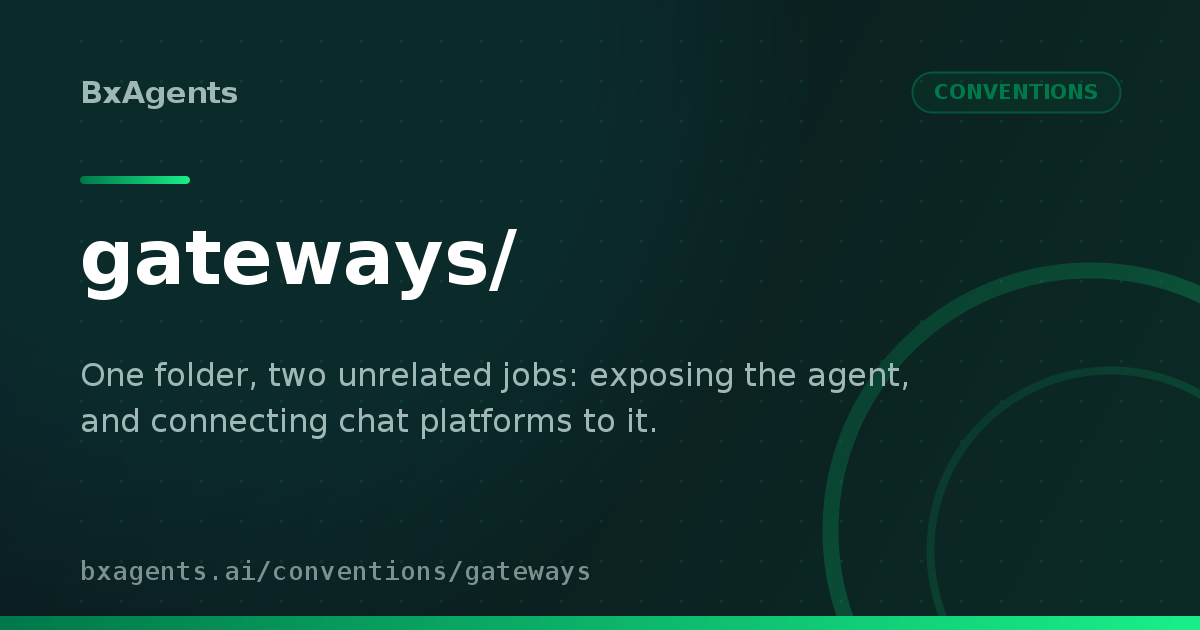 BxAgents
CONVENTIONS
gateways/
One folder, two unrelated jobs: exposing the agent,
and connecting chat platforms to it.
bxagents.ai/conventions/gateways